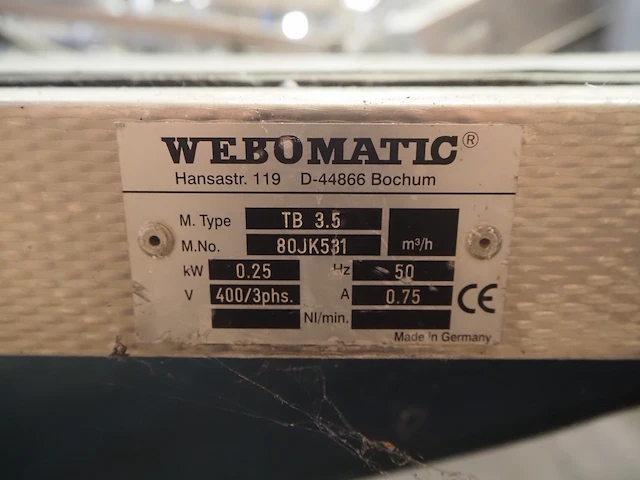 WEBOMATIC®
Hansastr. 119 D-44866 Bochum
M. Type TB 3.5
M.No. 80JK531 m³/h
kW 0.25 Hz 50
V 400/3phs. A 0.75 CE
Nl/min.
Made in Germany